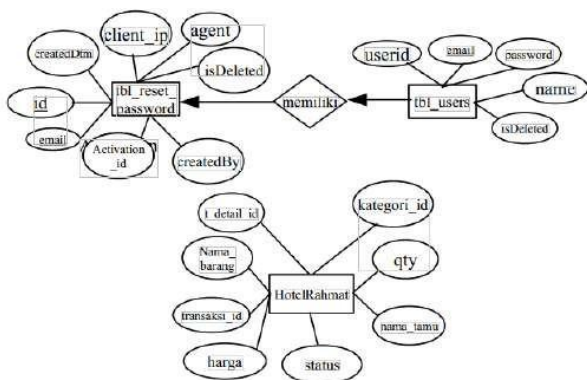 client_ip
agent
createdDtm
isDeleted
id
tbl_reset
password
email
Activation
_id
createdBy
memiliki
userid
email
password
name
tbl_users
isDeleted
t_detail_id
kategori_id
Nama_
barang
qty
HotelRahmat
transaksi_id
nama_tamu
harga
status